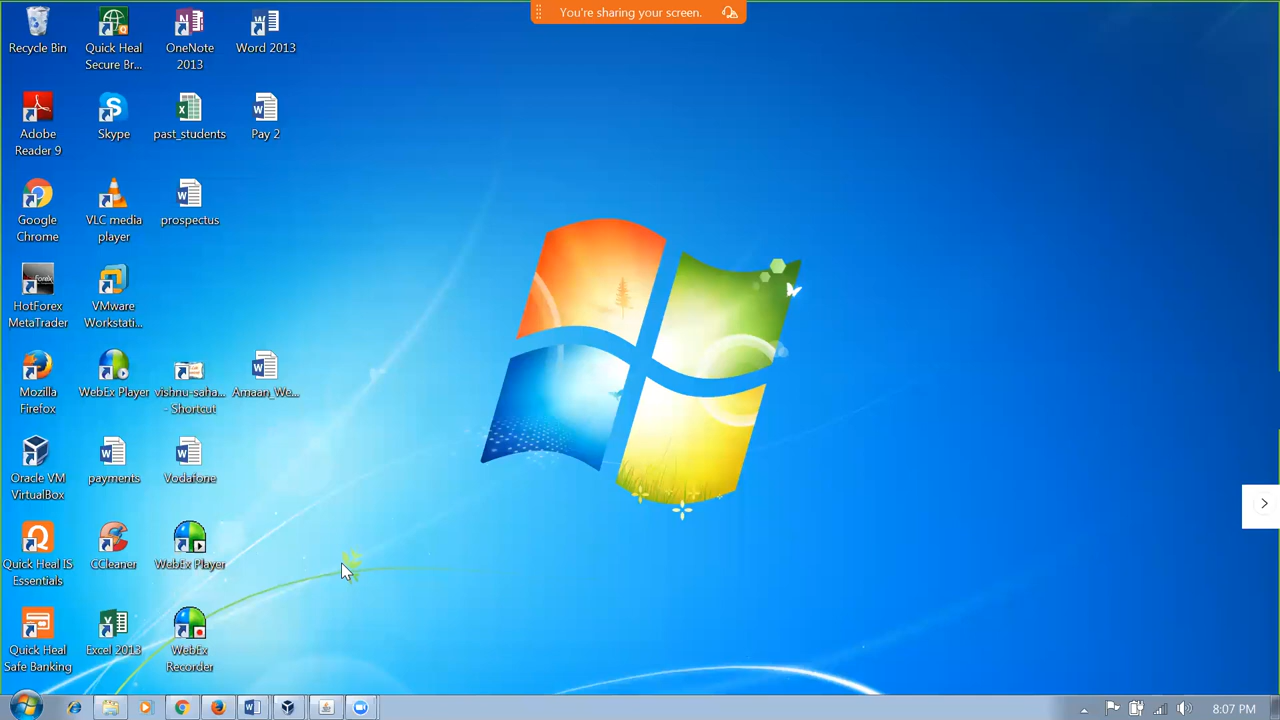 You're sharing your screen.
Recycle Bin
Quick Heal
Secure Br...
OneNote
2013
Word 2013
Adobe
Reader 9
Skype
past_students
Pay 2
Google
Chrome
VLC media
player
prospectus
HotForex
MetaTrader
VMware
Workstati...
Mozilla
Firefox
WebEx Player
vishnu-saha...
- Shortcut
Amaan_We...
Oracle VM
VirtualBox
payments
Vodafone
Quick Heal IS
Essentials
CCleaner
WebEx Player
Quick Heal
Safe Banking
Excel 2013
WebEx
Recorder
8:07 PM